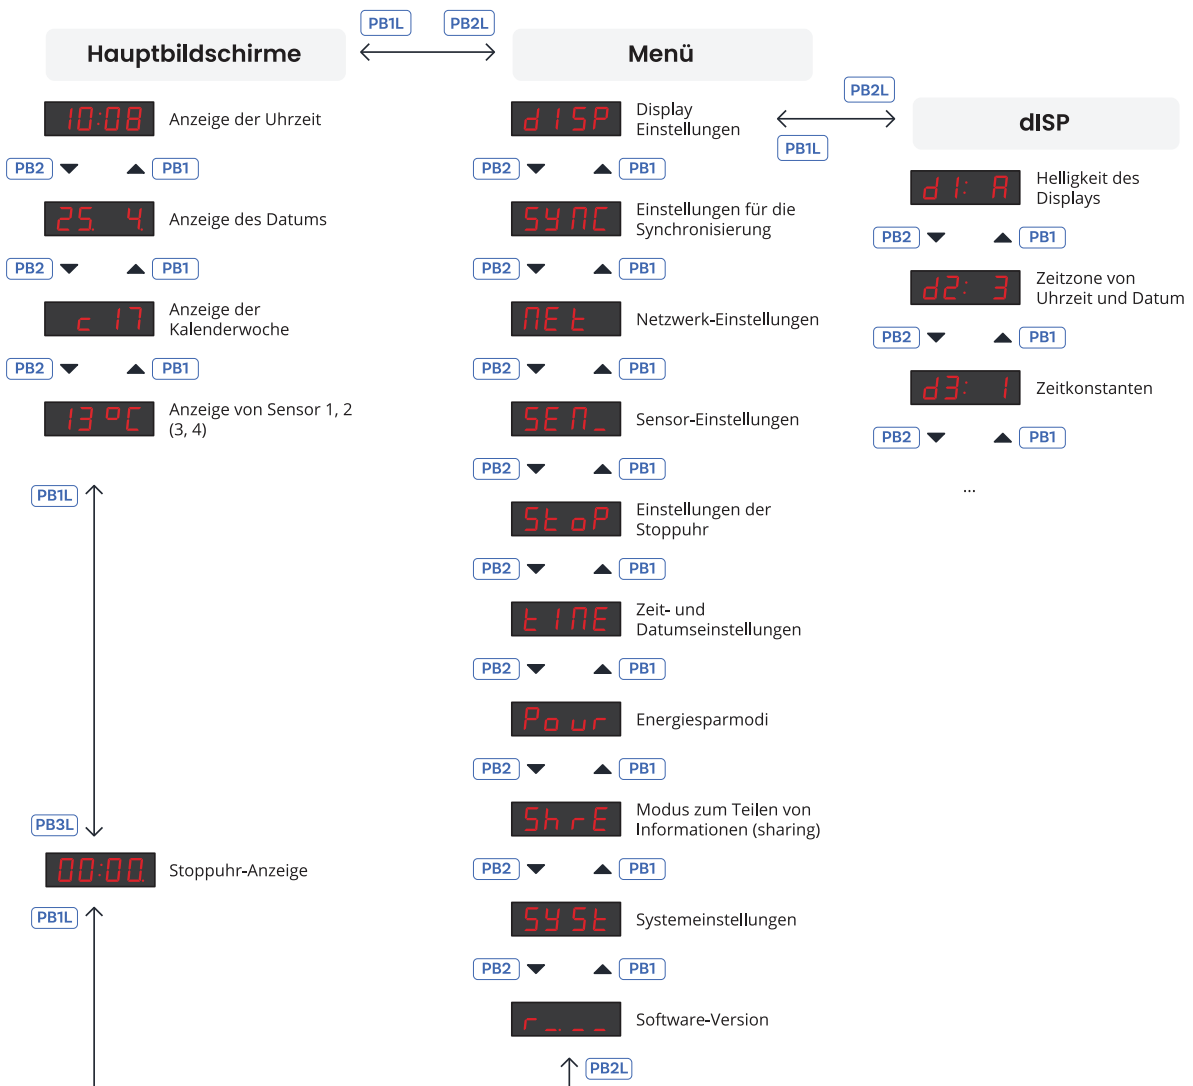 PB1L PB2L
Hauptbildschirme
Menü
10:08 Anzeige der Uhrzeit
PB2 PB1
25. 4. Anzeige des Datums
PB2 PB1
c 17 Anzeige der
Kalenderwoche
PB2 PB1
13 °C Anzeige von Sensor 1, 2
(3, 4)
PB1L
PB3L
00:00. Stoppuhr-Anzeige
PB1L
dISP Display
Einstellungen
PB2 PB1
SYNC Einstellungen für die
Synchronisierung
PB2 PB1
NEt Netzwerk-Einstellungen
PB2 PB1
SEN_ Sensor-Einstellungen
PB2 PB1
StoP Einstellungen der
Stoppuhr
PB2 PB1
tIME Zeit- und
Datumseinstellungen
PB2 PB1
Pour Energiesparmodi
PB2 PB1
ShrE Modus zum Teilen von
Informationen (sharing)
PB2 PB1
SYSt Systemeinstellungen
PB2 PB1
r _._ _ Software-Version
PB2L
PB2L
PB1L
dISP
d1: A Helligkeit des
Displays
PB2 PB1
d2: 3 Zeitzone von
Uhrzeit und Datum
PB2 PB1
d3: 1 Zeitkonstanten
PB2 PB1
...